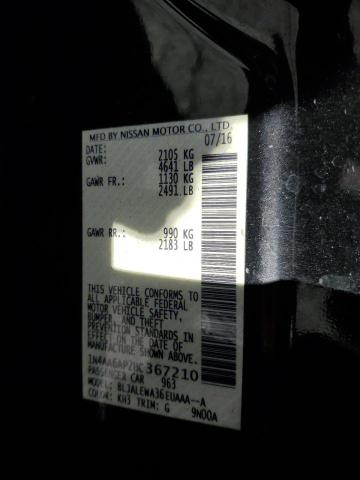 MFD BY NISSAN MOTOR CO., LTD.
DATE: 07/16
GVWR: 2105 KG
4641 LB
GAWR FR.: 1130 KG
2491 LB
GAWR RR.: 990 KG
2183 LB
THIS VEHICLE CONFORMS TO
ALL APPLICABLE FEDERAL
MOTOR VEHICLE SAFETY,
BUMPER, AND THEFT
PREVENTION STANDARDS IN
EFFECT ON THE DATE OF
MANUFACTURE SHOWN ABOVE.
1N4AA6AP2HC367210
PASSENGER CAR 963
MODEL: BLJALEWA36EUAAA--A
COLOR: KH3 TRIM: G 9N00A